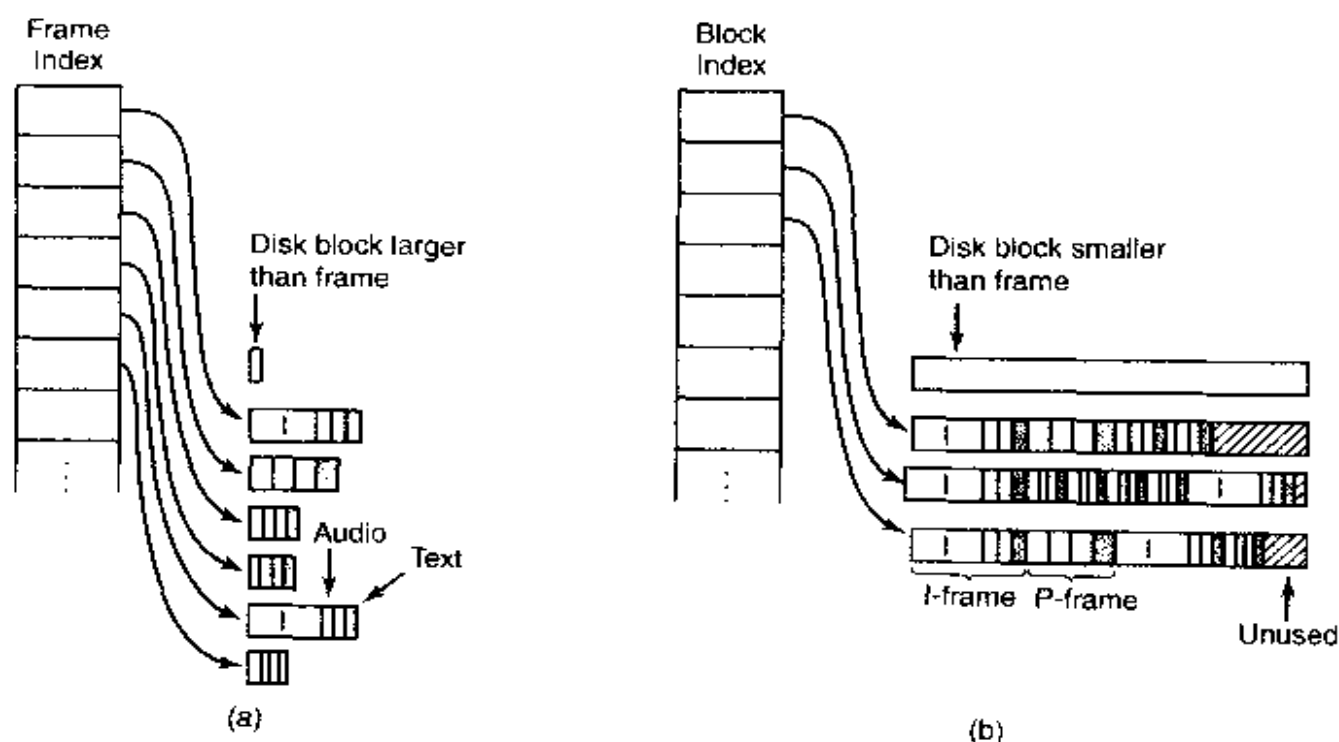 Frame
Index
Disk block larger
than frame
Audio
Text
(a)
Block
Index
Disk block smaller
than frame
I-frame
P-frame
Unused
(b)